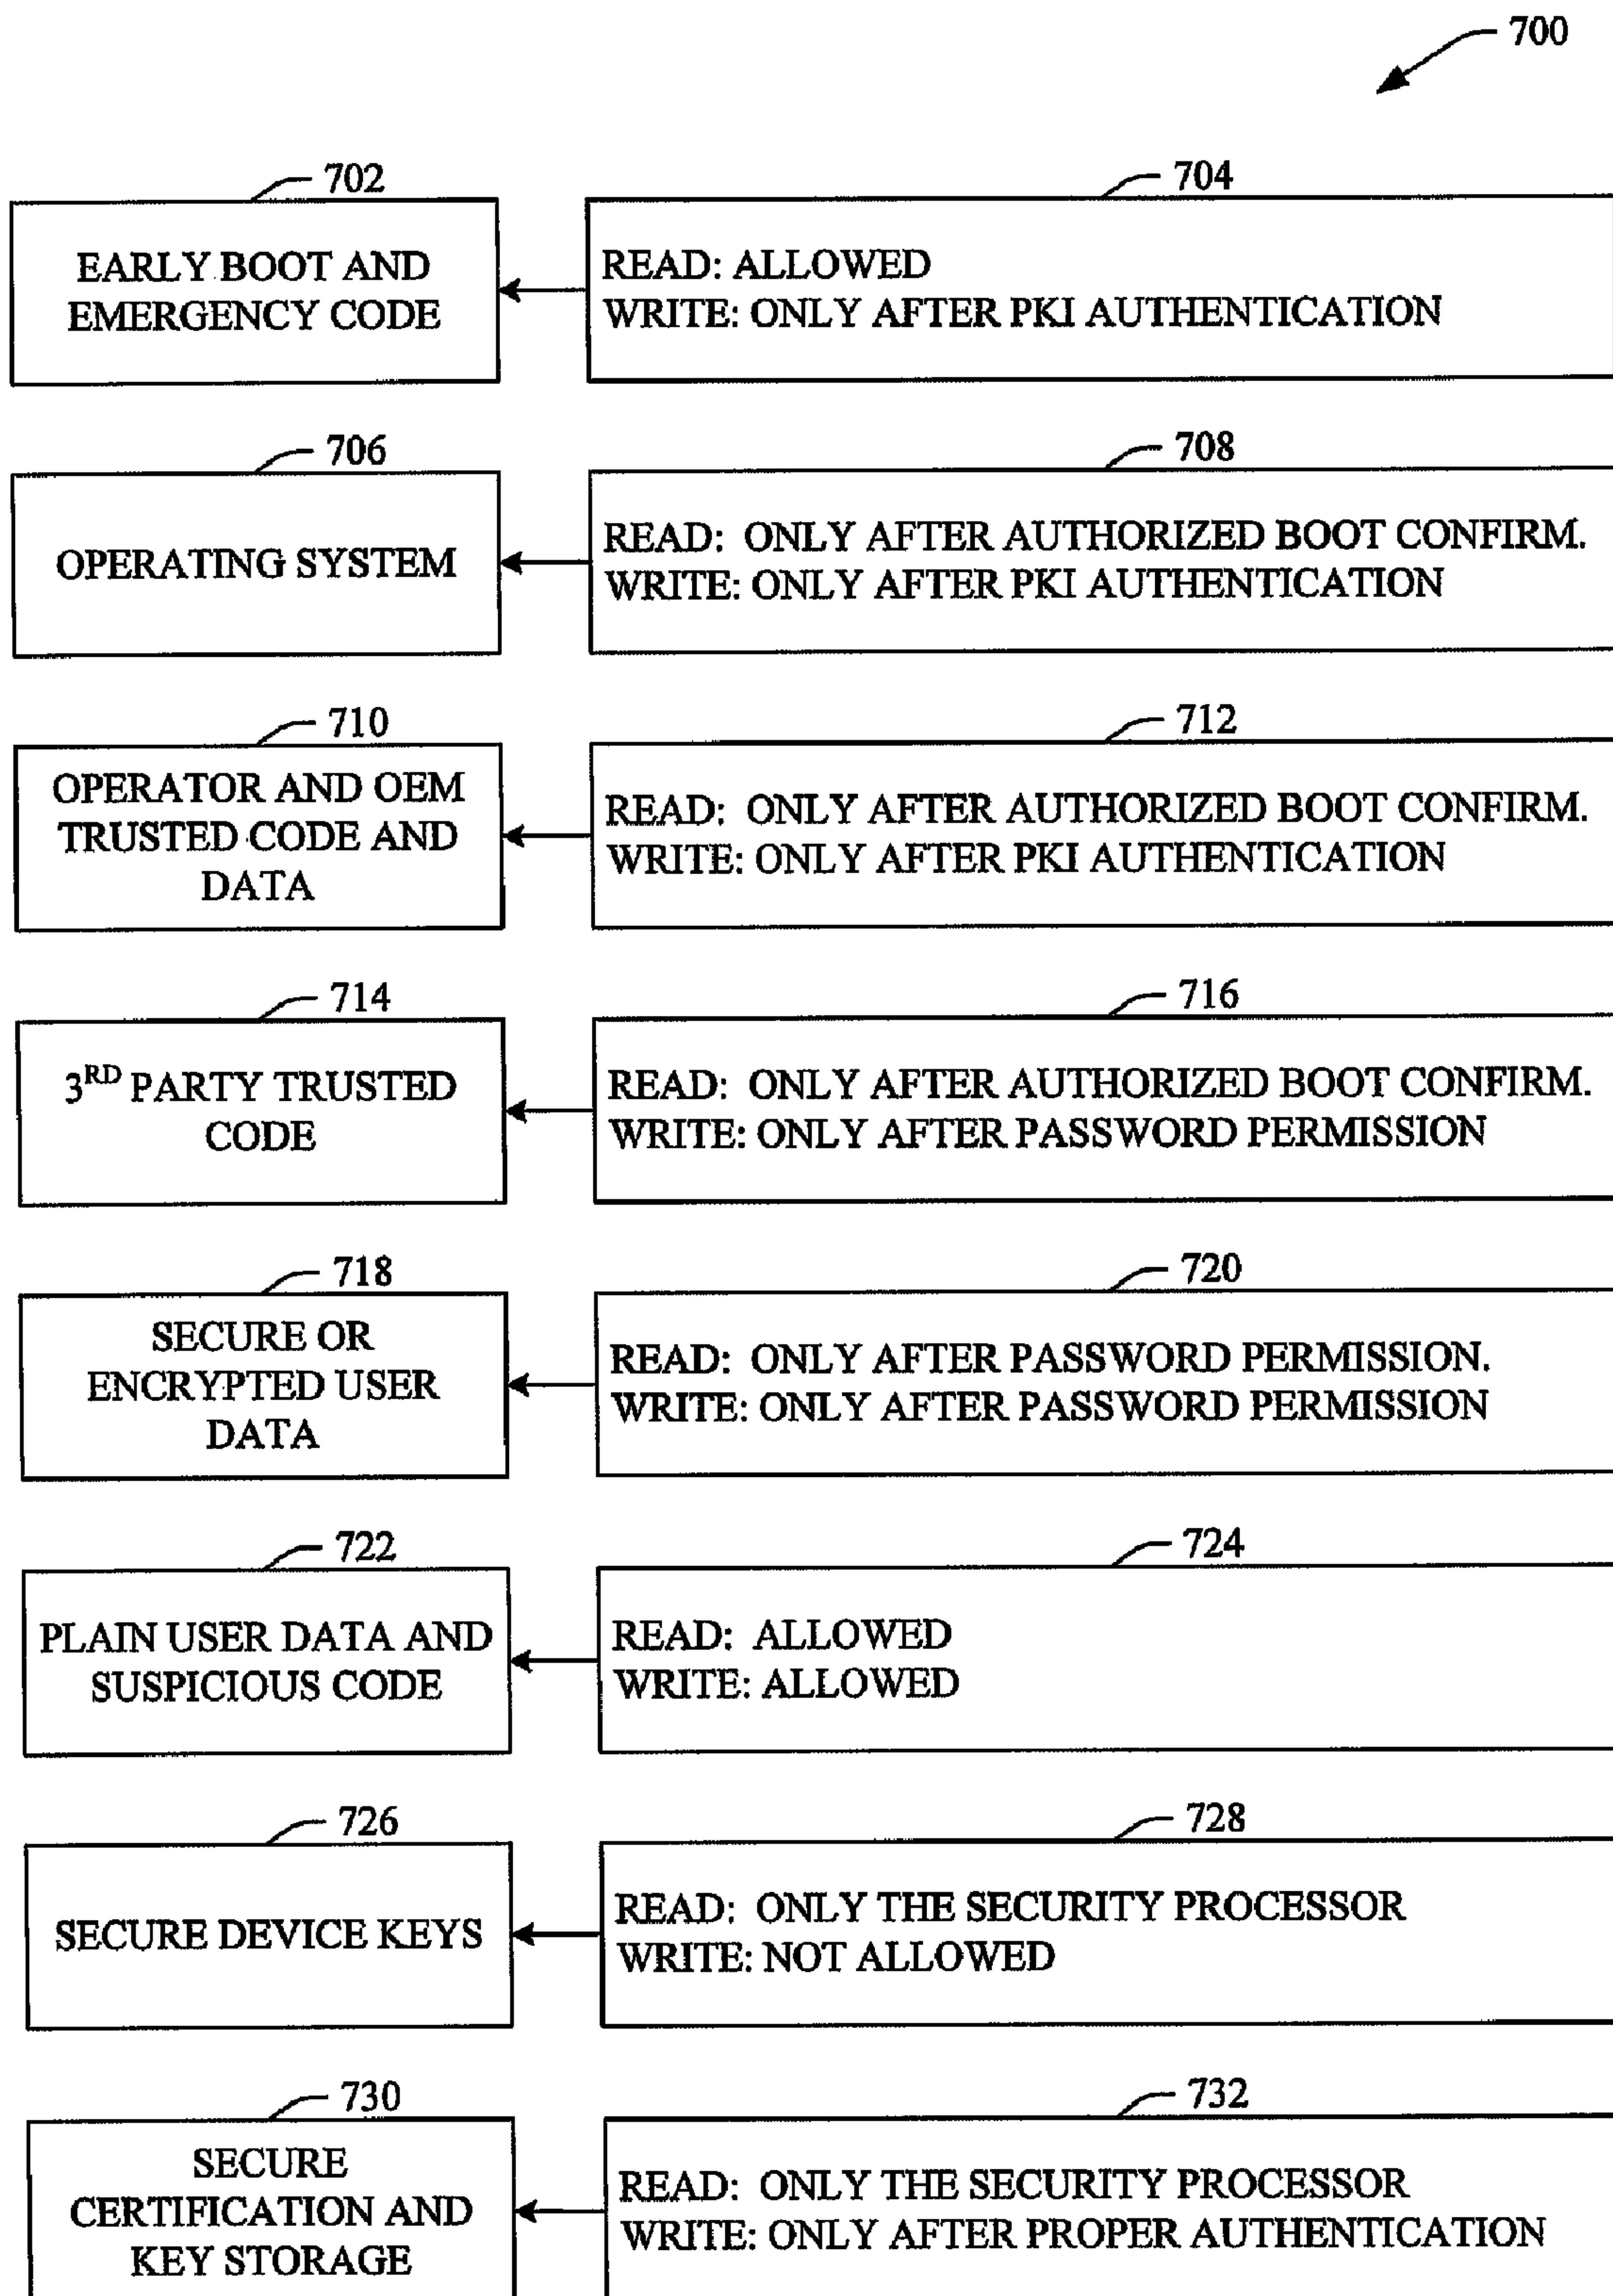 700
702
704
EARLY BOOT AND
EMERGENCY CODE
READ: ALLOWED
WRITE: ONLY AFTER PKI AUTHENTICATION
706
708
OPERATING SYSTEM
READ: ONLY AFTER AUTHORIZED BOOT CONFIRM.
WRITE: ONLY AFTER PKI AUTHENTICATION
710
712
OPERATOR AND OEM
TRUSTED CODE AND
DATA
READ: ONLY AFTER AUTHORIZED BOOT CONFIRM.
WRITE: ONLY AFTER PKI AUTHENTICATION
714
716
3RD PARTY TRUSTED
CODE
READ: ONLY AFTER AUTHORIZED BOOT CONFIRM.
WRITE: ONLY AFTER PASSWORD PERMISSION
718
720
SECURE OR
ENCRYPTED USER
DATA
READ: ONLY AFTER PASSWORD PERMISSION.
WRITE: ONLY AFTER PASSWORD PERMISSION
722
724
PLAIN USER DATA AND
SUSPICIOUS CODE
READ: ALLOWED
WRITE: ALLOWED
726
728
SECURE DEVICE KEYS
READ: ONLY THE SECURITY PROCESSOR
WRITE: NOT ALLOWED
730
732
SECURE
CERTIFICATION AND
KEY STORAGE
READ: ONLY THE SECURITY PROCESSOR
WRITE: ONLY AFTER PROPER AUTHENTICATION